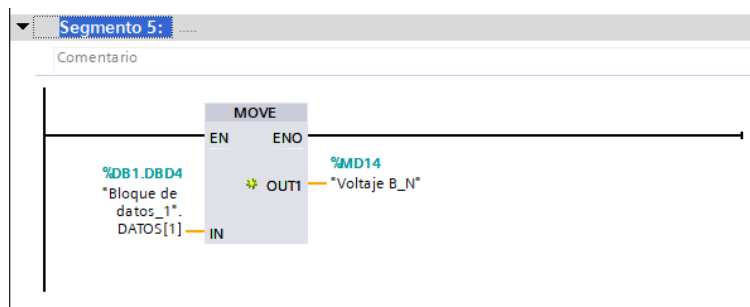 Segmento 5: .....
Comentario
MOVE
EN ENO
%DB1.DBD4
"Bloque de
datos_1".
DATOS[1]
IN
%MD14
OUT1
"Voltaje B_N"